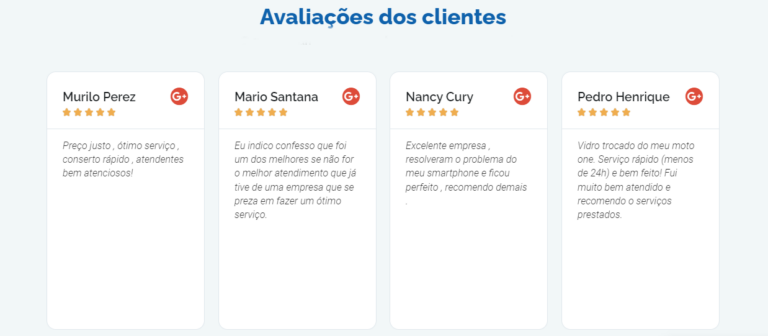 Avaliações dos clientes
Murilo Perez
G+
Preço justo , ótimo serviço ,
conserto rápido , atendentes
bem atenciosos!
Mario Santana
G+
Eu indico confesso que foi
um dos melhores se não for
o melhor atendimento que já
tive de uma empresa que se
preza em fazer um ótimo
serviço.
Nancy Cury
G+
Excelente empresa ,
resolveram o problema do
meu smartphone e ficou
perfeito , recomendo demais
.
Pedro Henrique
G+
Vidro trocado do meu moto
one. Serviço rápido (menos
de 24h) e bem feito! Fui
muito bem atendido e
recomendo o serviços
prestados.